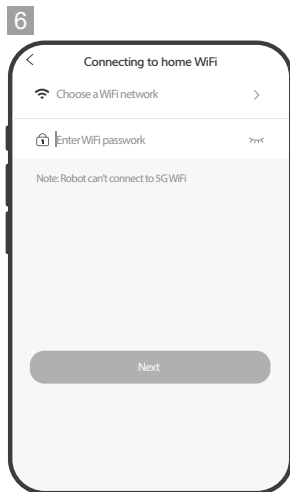 6
Connecting to home WiFi
Choose a WiFi network
Enter WiFi password
Note: Robot can't connect to 5G WiFi
Next